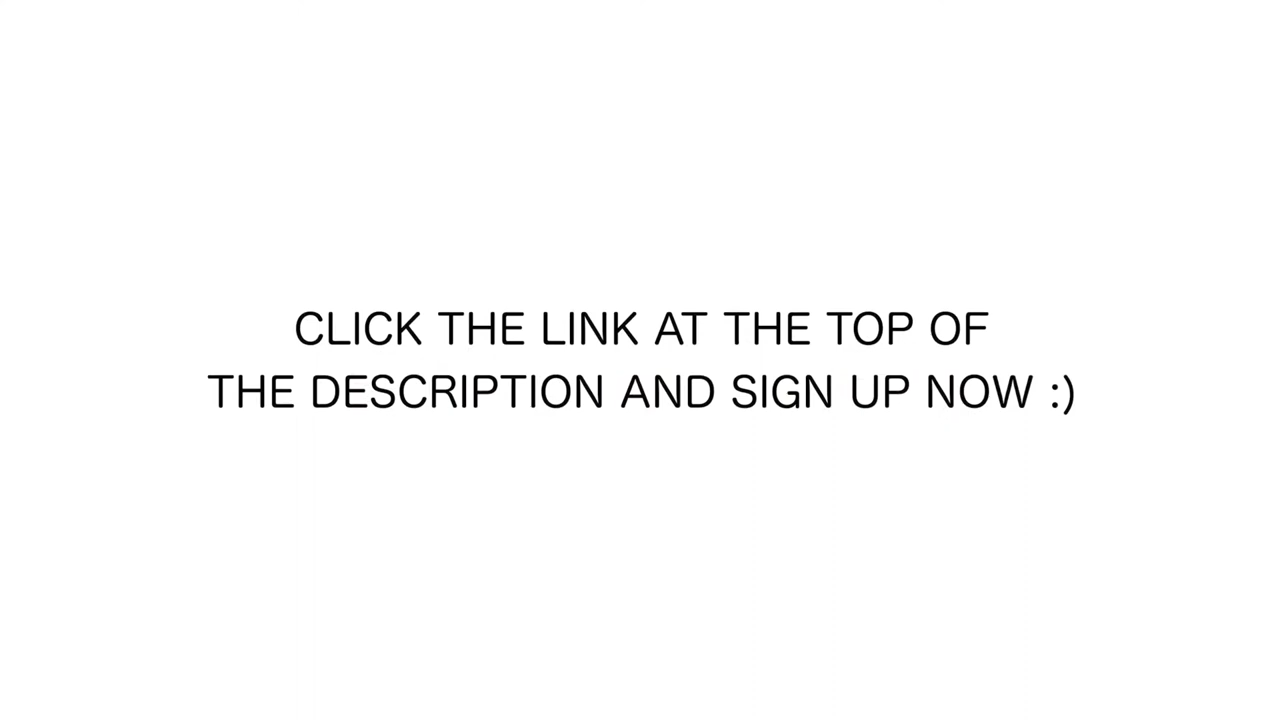 CLICK THE LINK AT THE TOP OF
THE DESCRIPTION AND SIGN UP NOW :)